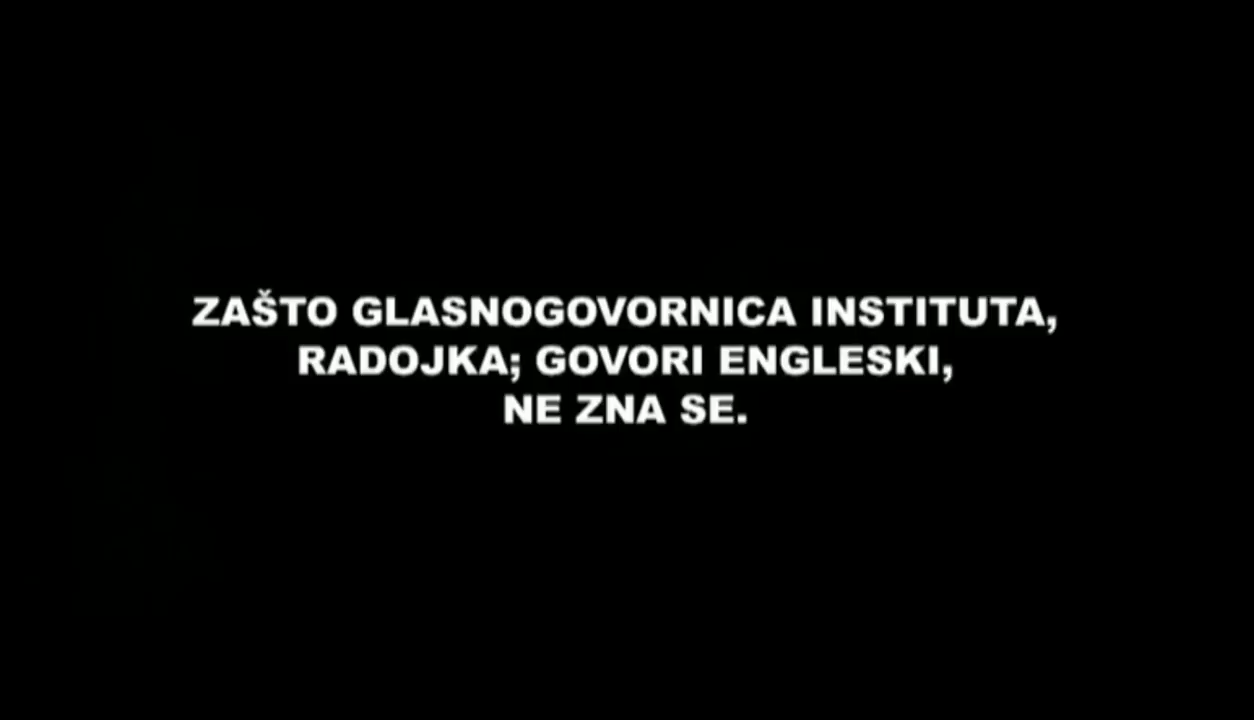 ZAŠTO GLASNOGOVORNICA INSTITUTA,
RADOJKA; GOVORI ENGLESKI,
NE ZNA SE.